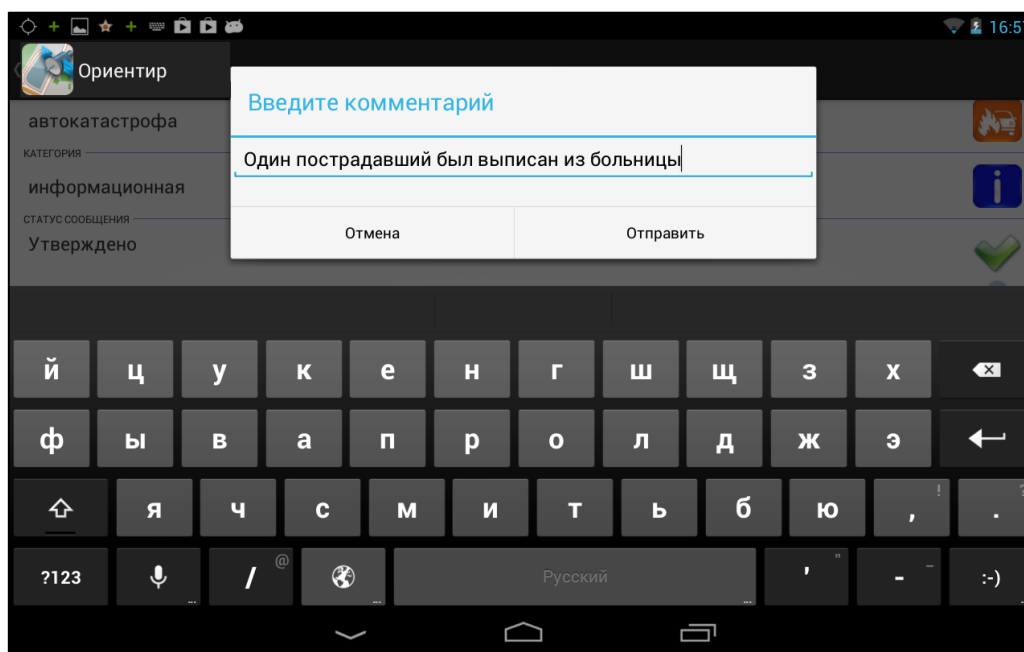 16:57
Ориентир
Введите комментарий
автокатастрофа
Один пострадавший был выписан из больницы
КАТЕГОРИЯ
информационная
СТАТУС СООБЩЕНИЯ
Отмена Отправить
Утверждено
й ц у к е н г ш щ з х
ф ы в а п р о л д ж э
я ч с м и т ь б ю , ! . ?
?123 / @ ... Русский ... ' " - _ :-)